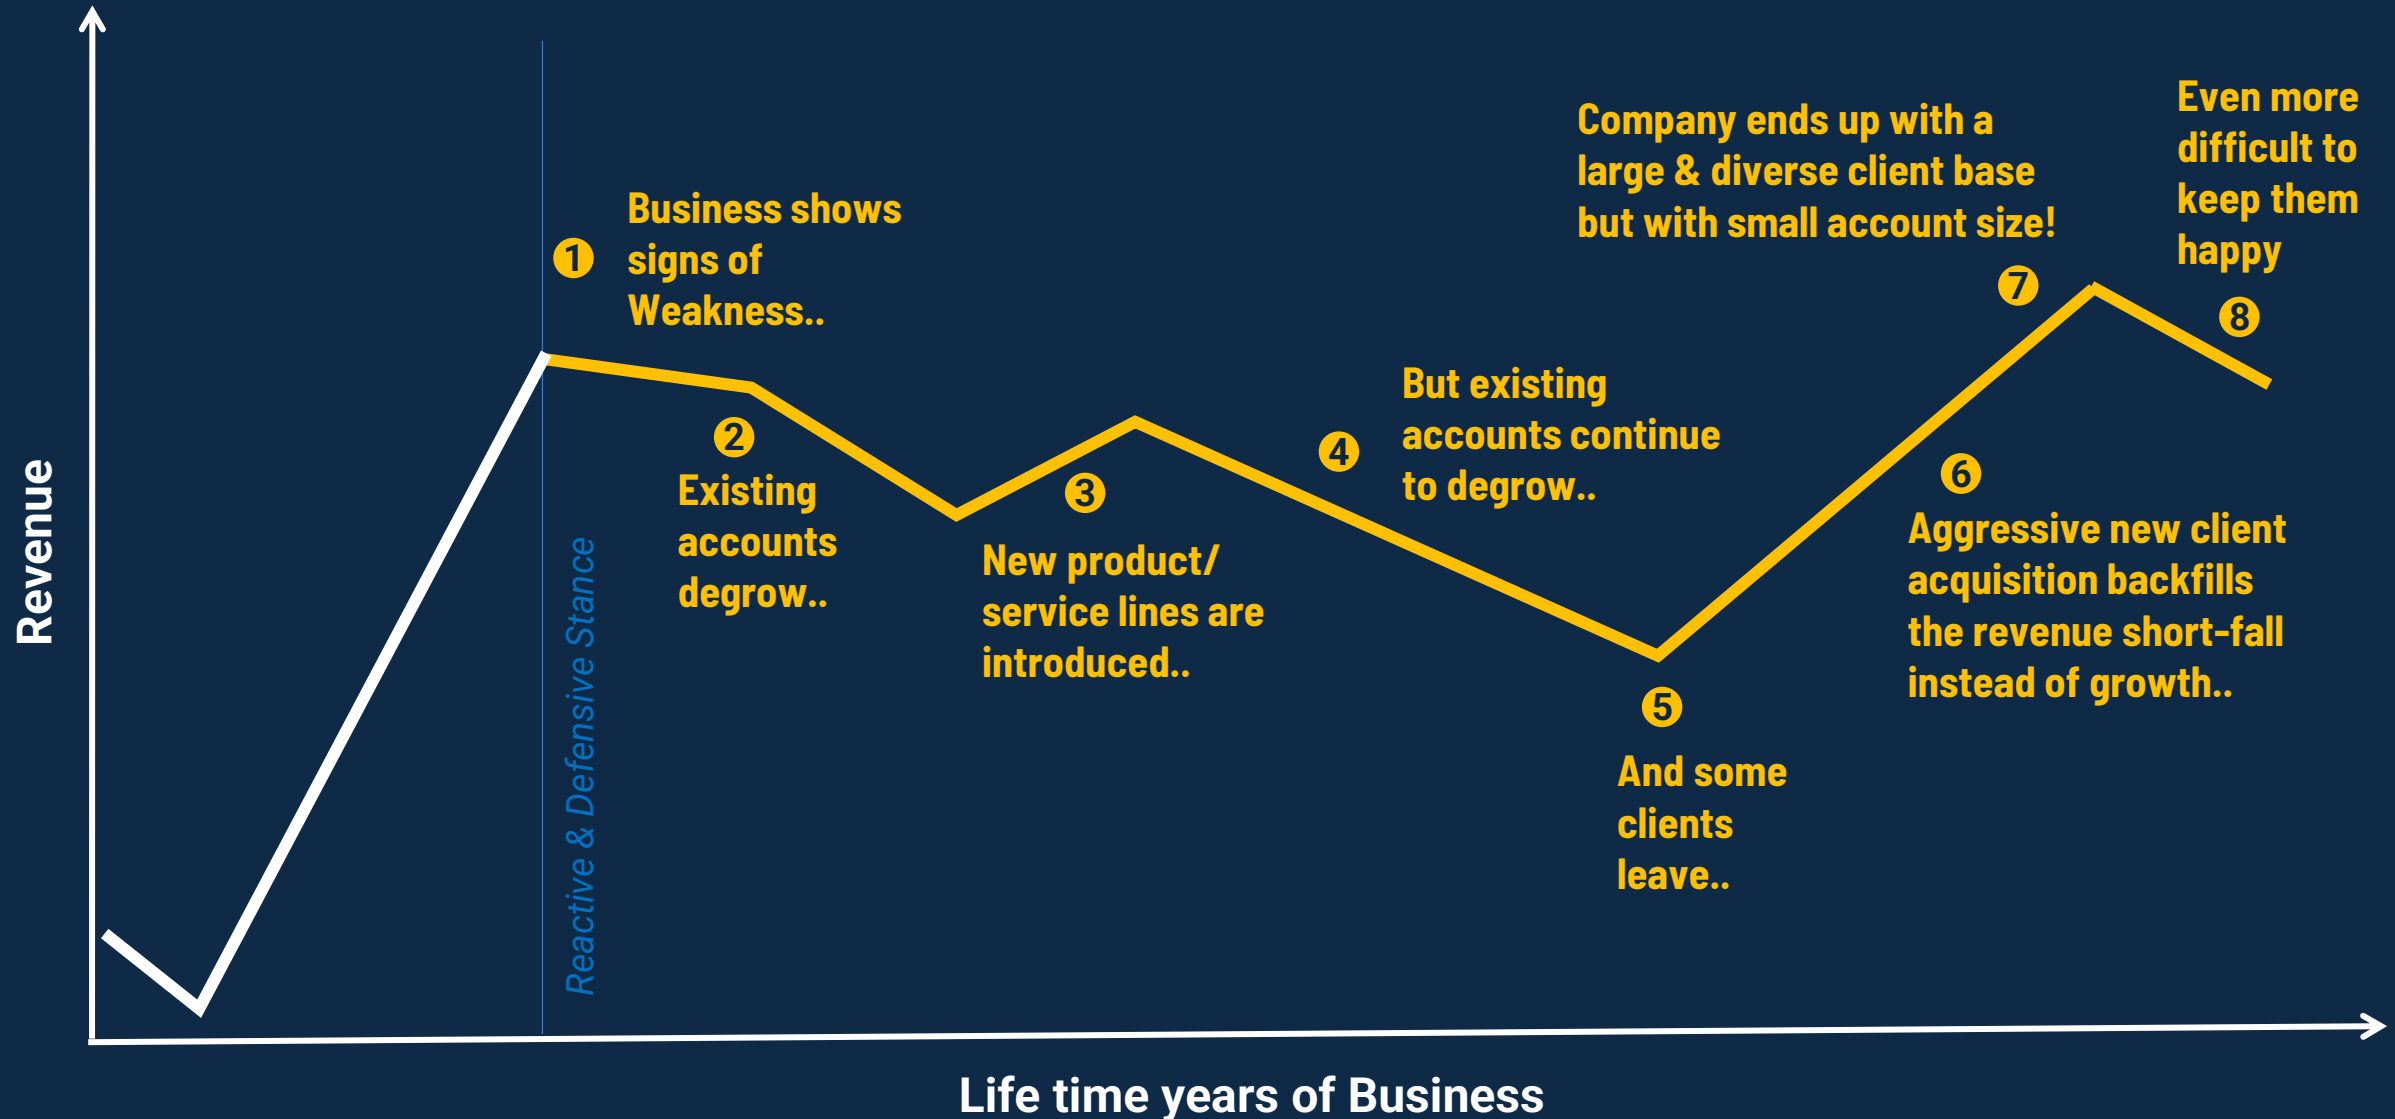 Revenue
Reactive & Defensive Stance
1
Business shows
signs of
Weakness..
2
Existing
accounts
degrow..
3
New product/
service lines are
introduced..
4
But existing
accounts continue
to degrow..
5
And some
clients
leave..
6
Aggressive new client
acquisition backfills
the revenue short-fall
instead of growth..
Company ends up with a
large & diverse client base
but with small account size!
7
Even more
difficult to
keep them
happy
8
Life time years of Business